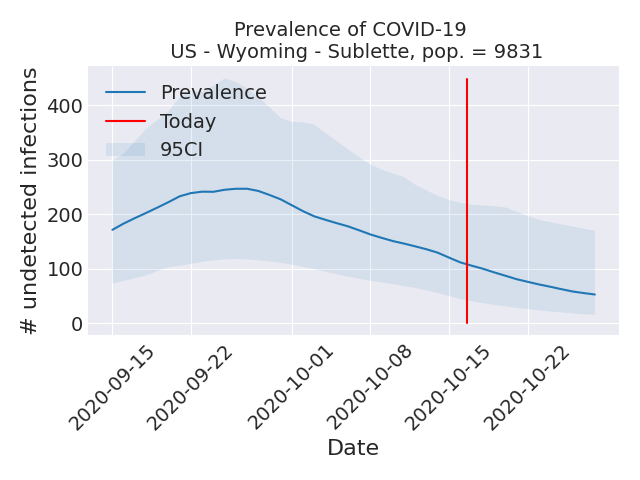 Prevalence of COVID-19
US - Wyoming - Sublette, pop. = 9831
# undetected infections
400
300
200
100
0
Prevalence
Today
95CI
2020-09-15
2020-09-22
2020-10-01
2020-10-08
2020-10-15
2020-10-22
Date